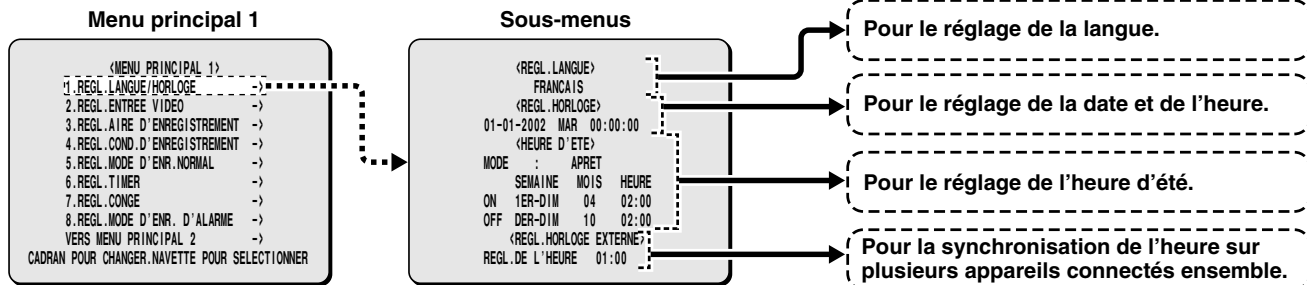 Menu principal 1
<MENU PRINCIPAL 1>
1.REGL.LANGUE/HORLOGE ->
2.REGL.ENTREE VIDEO ->
3.REGL.AIRE D'ENREGISTREMENT ->
4.REGL.COND.D'ENREGISTREMENT ->
5.REGL.MODE D'ENR.NORMAL ->
6.REGL.TIMER ->
7.REGL.CONGE ->
8.REGL.MODE D'ENR. D'ALARME ->
VERS MENU PRINCIPAL 2 ->
CADRAN POUR CHANGER.NAVETTE POUR SELECTIONNER
Sous-menus
<REGL.LANGUE>
FRANCAIS
<REGL.HORLOGE>
01-01-2002 MAR 00:00:00
<HEURE D'ETE>
MODE : APRET
SEMAINE MOIS HEURE
ON 1ER-DIM 04 02:00
OFF DER-DIM 10 02:00
<REGL.HORLOGE EXTERNE>
REGL.DE L'HEURE 01:00
Pour le réglage de la langue.
Pour le réglage de la date et de l'heure.
Pour le réglage de l'heure d'été.
Pour la synchronisation de l'heure sur
plusieurs appareils connectés ensemble.